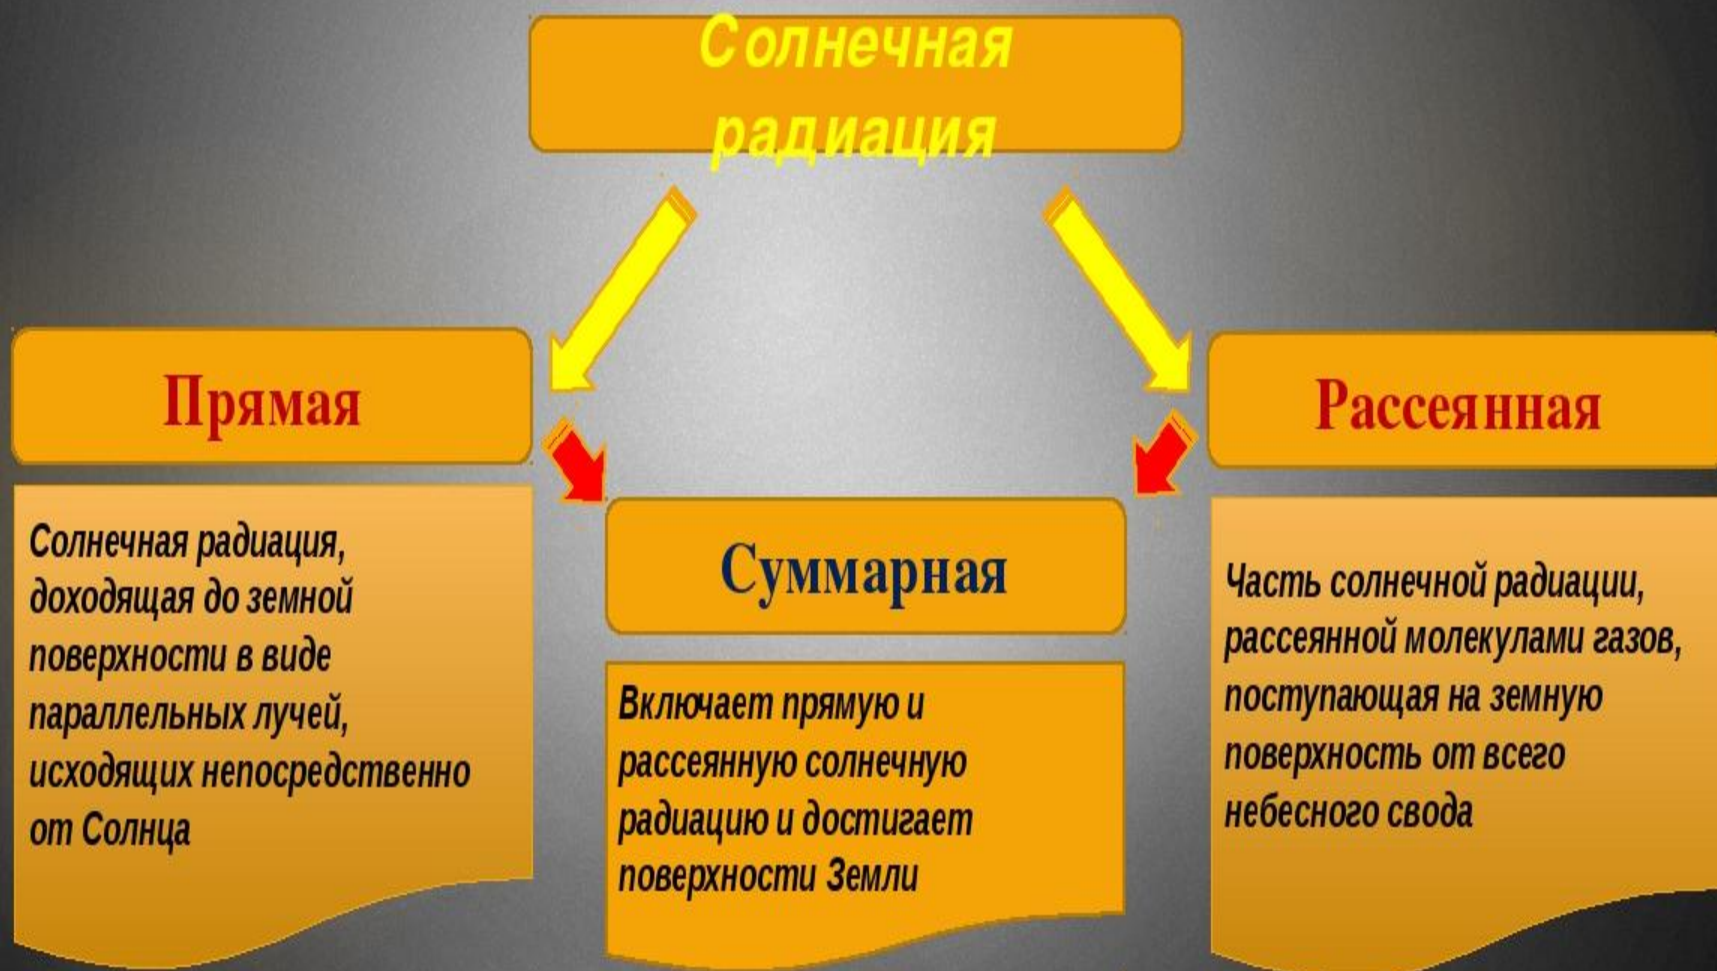 Солнечная
радиация
Прямая
Рассеянная
Суммарная
Солнечная радиация,
доходящая до земной
поверхности в виде
параллельных лучей,
исходящих непосредственно
от Солнца
Включает прямую и
рассеянную солнечную
радиацию и достигает
поверхности Земли
Часть солнечной радиации,
рассеянной молекулами газов,
поступающая на земную
поверхность от всего
небесного свода